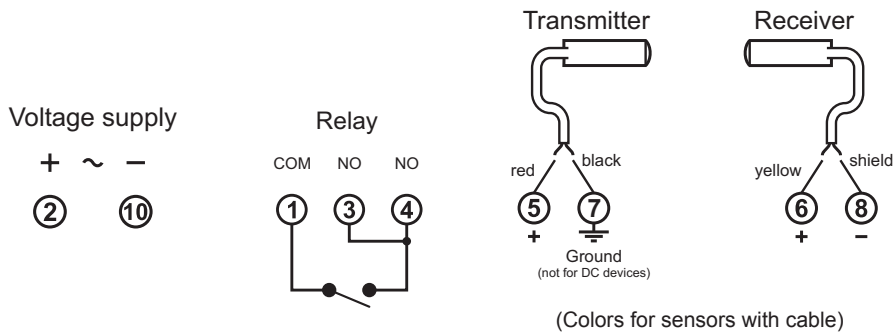 Voltage supply
+ ~ −
2 10
Relay
COM NO NO
1 3 4
Transmitter
red black
5 7
+
Ground
(not for DC devices)
Receiver
yellow shield
6 8
+ −
(Colors for sensors with cable)